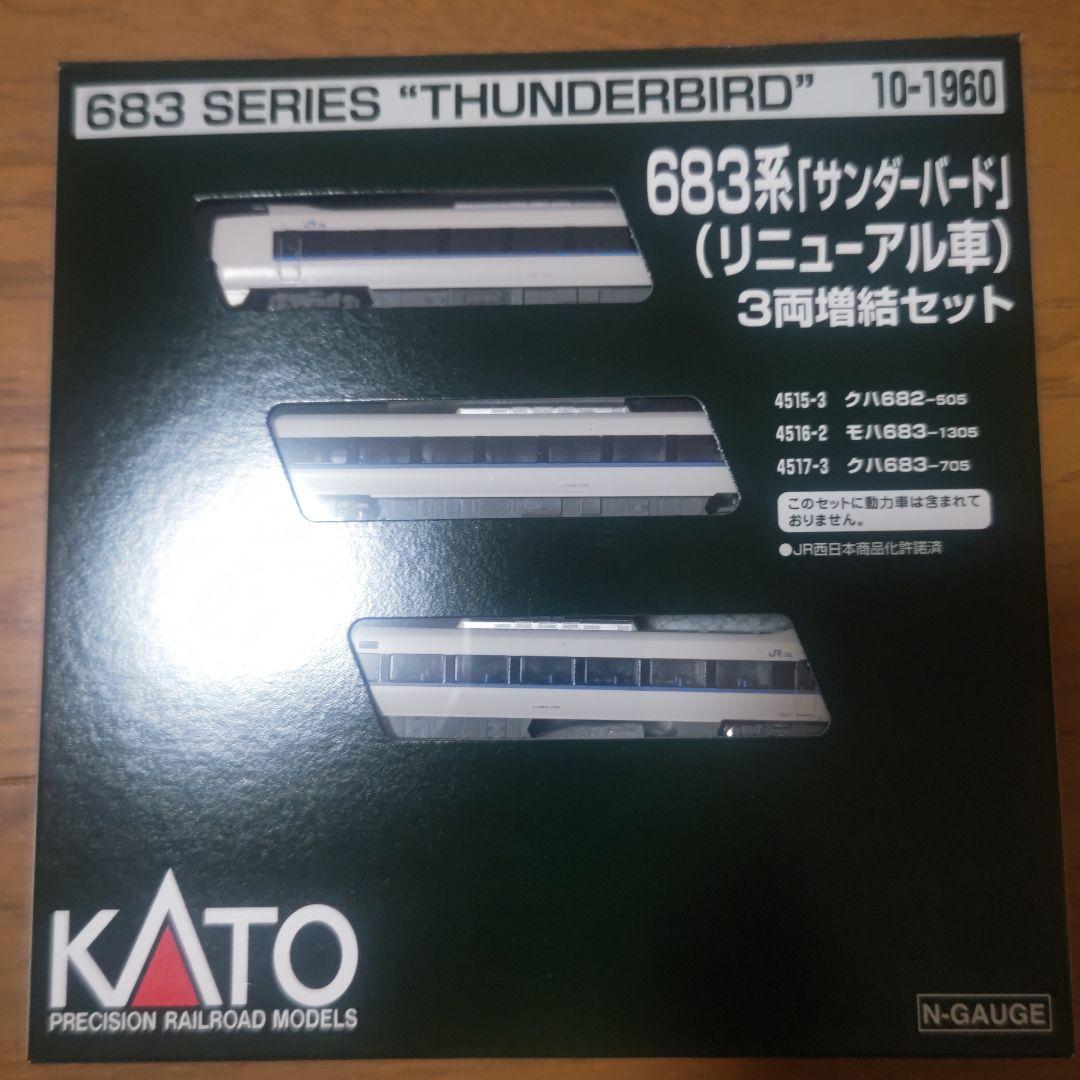 683 SERIES “THUNDERBIRD” 10-1960
683系「サンダーバード」
(リニューアル車)
3両増結セット
4515-3 クハ682-505
4516-2 モハ683-1305
4517-3 クハ683-705
このセットに動力車は含まれて
おりません。
●JR西日本商品化許諾済
JR
JR
KATO
PRECISION RAILROAD MODELS
N-GAUGE